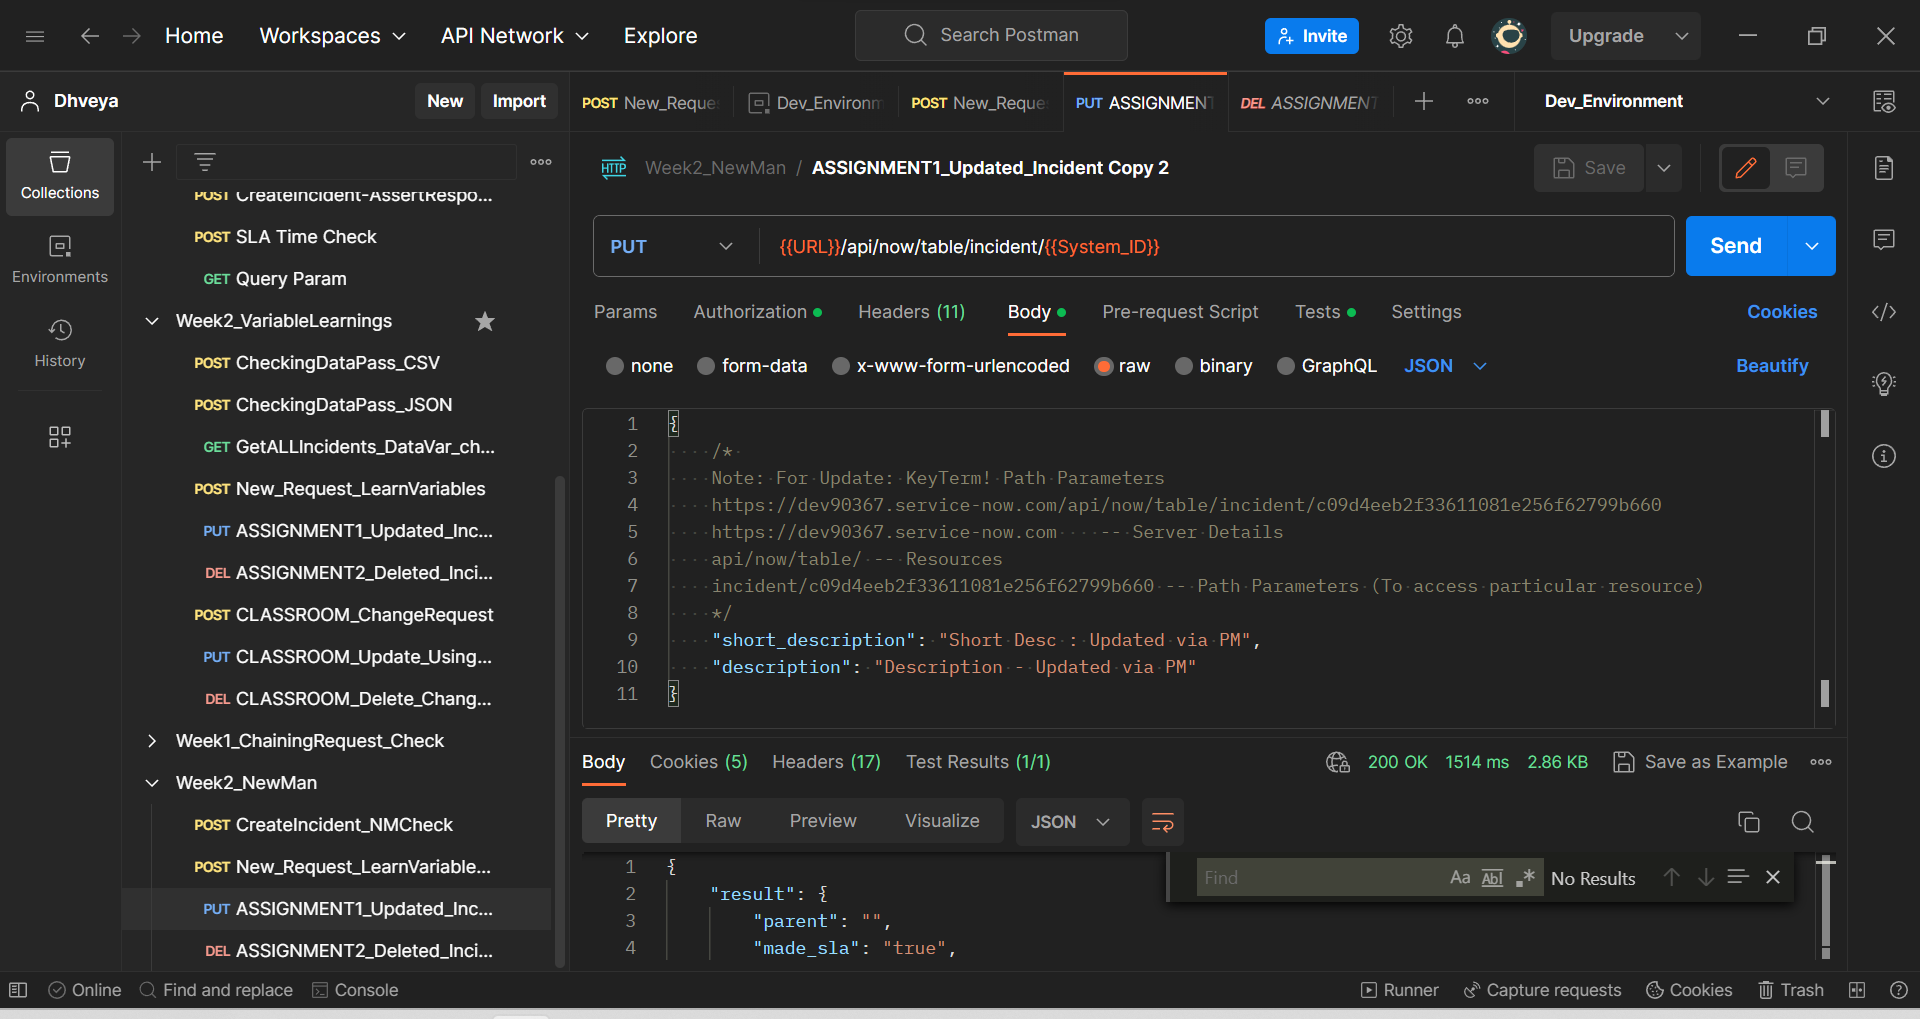 Home Workspaces API Network Explore Search Postman Invite Upgrade
Dhveya New Import POST New_Reque Dev_Environm POST New_Reque PUT ASSIGNMENT DEL ASSIGNMENT Dev_Environment
Collections
Environments
History
POST CreateIncident-AssertRespo...
POST SLA Time Check
GET Query Param
Week2_VariableLearnings
POST CheckingDataPass_CSV
POST CheckingDataPass_JSON
GET GetALLIncidents_DataVar_ch...
POST New_Request_LearnVariables
PUT ASSIGNMENT1_Updated_Inc...
DEL ASSIGNMENT2_Deleted_Inci...
POST CLASSROOM_ChangeRequest
PUT CLASSROOM_Update_Using...
DEL CLASSROOM_Delete_Chang...
Week1_ChainingRequest_Check
Week2_NewMan
POST CreateIncident_NMCheck
POST New_Request_LearnVariable...
PUT ASSIGNMENT1_Updated_Inc...
DEL ASSIGNMENT2_Deleted_Inci...
HTTP Week2_NewMan / ASSIGNMENT1_Updated_Incident Copy 2 Save
PUT {{URL}}/api/now/table/incident/{{System_ID}} Send
Params Authorization Headers (11) Body Pre-request Script Tests Settings Cookies
none form-data x-www-form-urlencoded raw binary GraphQL JSON Beautify
1 {
2 /*
3 Note: For Update: KeyTerm! Path Parameters
4 https://dev90367.service-now.com/api/now/table/incident/c09d4eeb2f33611081e256f62799b660
5 https://dev90367.service-now.com -- Server Details
6 api/now/table/ -- Resources
7 incident/c09d4eeb2f33611081e256f62799b660 -- Path Parameters (To access particular resource)
8 */
9 "short_description": "Short Desc : Updated via PM",
10 "description": "Description - Updated via PM"
11 }
Body Cookies (5) Headers (17) Test Results (1/1) 200 OK 1514 ms 2.86 KB Save as Example
Pretty Raw Preview Visualize JSON
Find Aa Abl .* No Results
1 {
2 "result": {
3 "parent": "",
4 "made_sla": "true",
Online Find and replace Console Runner Capture requests Cookies Trash